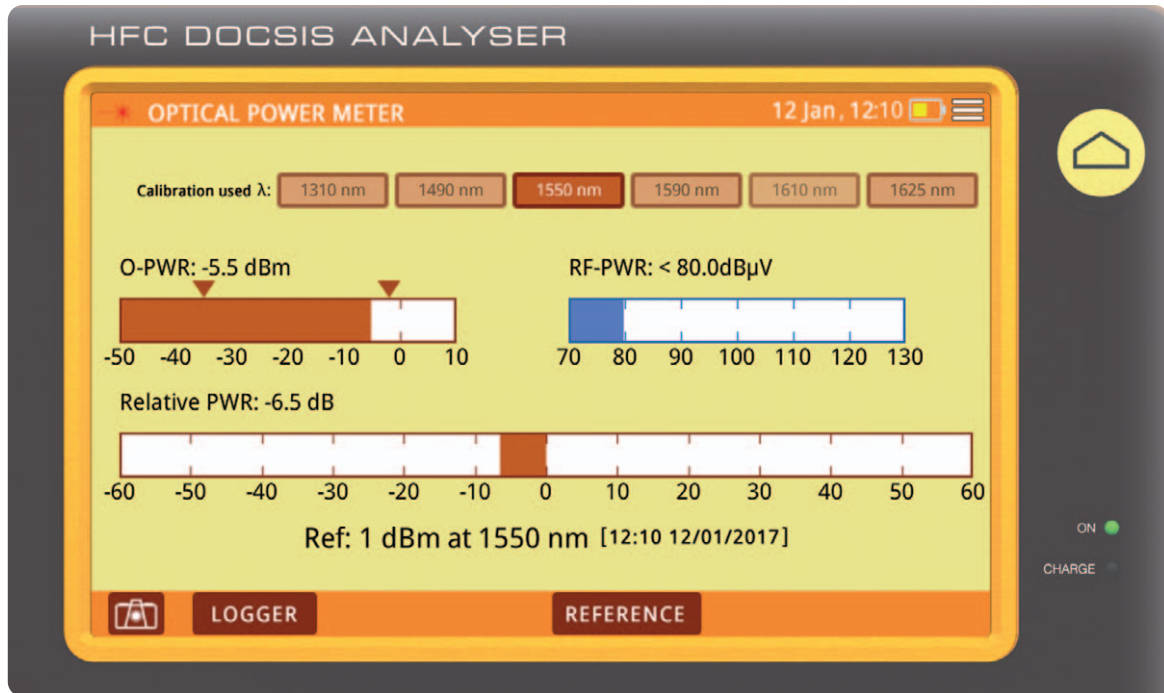 HFC DOCSIS ANALYSER
OPTICAL POWER METER 12 Jan, 12:10
Calibration used λ: 1310 nm 1490 nm 1550 nm 1590 nm 1610 nm 1625 nm
O-PWR: -5.5 dBm RF-PWR: < 80.0dBµV
-50 -40 -30 -20 -10 0 10 70 80 90 100 110 120 130
Relative PWR: -6.5 dB
-60 -50 -40 -30 -20 -10 0 10 20 30 40 50 60
Ref: 1 dBm at 1550 nm [12:10 12/01/2017]
ON
CHARGE
LOGGER REFERENCE